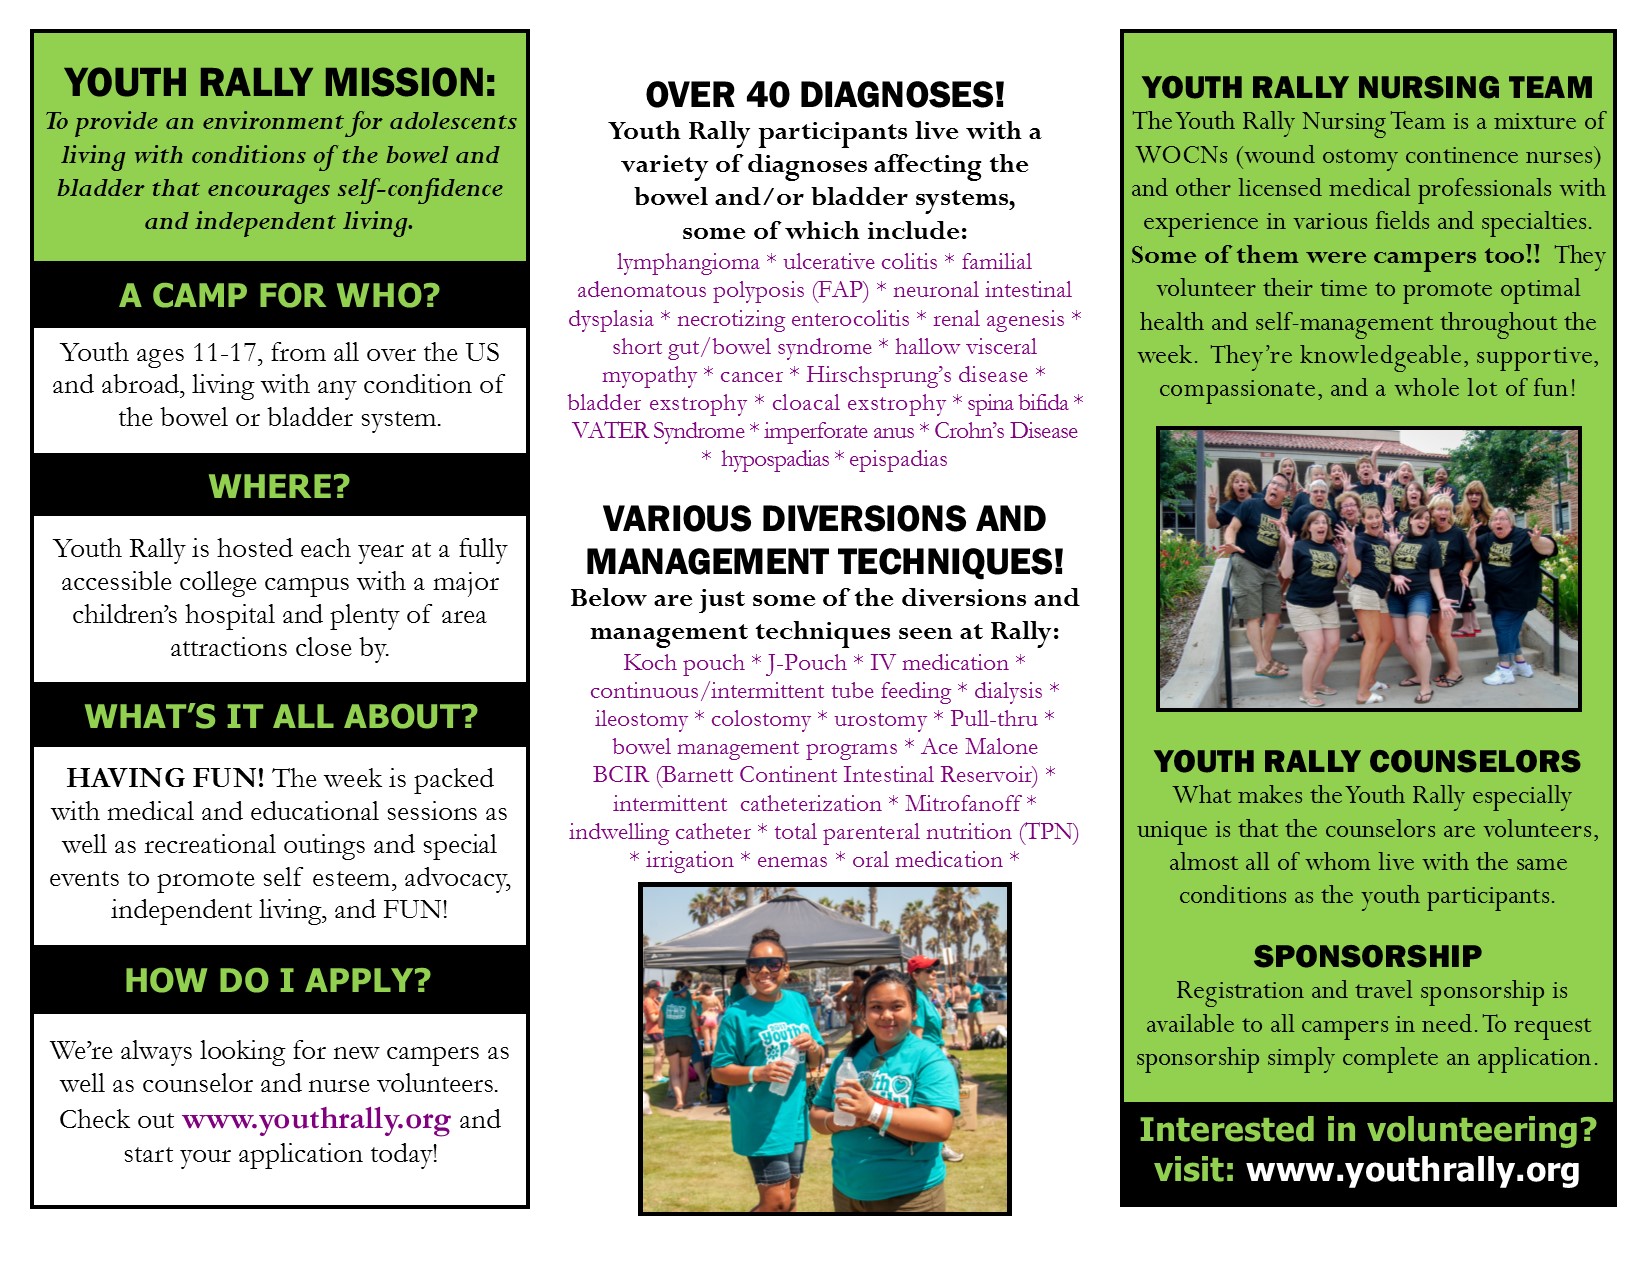 YOUTH RALLY MISSION:
To provide an environment for adolescents
living with conditions of the bowel and
bladder that encourages self-confidence
and independent living.
A CAMP FOR WHO?
Youth ages 11-17, from all over the US
and abroad, living with any condition of
the bowel or bladder system.
WHERE?
Youth Rally is hosted each year at a fully
accessible college campus with a major
children's hospital and plenty of area
attractions close by.
WHAT'S IT ALL ABOUT?
HAVING FUN! The week is packed
with medical and educational sessions as
well as recreational outings and special
events to promote self esteem, advocacy,
independent living, and FUN!
HOW DO I APPLY?
We're always looking for new campers as
well as counselor and nurse volunteers.
Check out www.youthrally.org and
start your application today!
OVER 40 DIAGNOSES!
Youth Rally participants live with a
variety of diagnoses affecting the
bowel and/or bladder systems,
some of which include:
lymphangioma * ulcerative colitis * familial
adenomatous polyposis (FAP) * neuronal intestinal
dysplasia * necrotizing enterocolitis * renal agenesis *
short gut/bowel syndrome * hallow visceral
myopathy * cancer * Hirschsprung's disease *
bladder exstrophy * cloacal exstrophy * spina bifida *
VATER Syndrome * imperforate anus * Crohn's Disease
* hypospadias * epispadias
VARIOUS DIVERSIONS AND
MANAGEMENT TECHNIQUES!
Below are just some of the diversions and
management techniques seen at Rally:
Koch pouch * J-Pouch * IV medication *
continuous/intermittent tube feeding * dialysis *
ileostomy * colostomy * urostomy * Pull-thru *
bowel management programs * Ace Malone
BCIR (Barnett Continent Intestinal Reservoir) *
intermittent catheterization * Mitrofanoff *
indwelling catheter * total parenteral nutrition (TPN)
* irrigation * enemas * oral medication *
YOUTH RALLY NURSING TEAM
The Youth Rally Nursing Team is a mixture of
WOCNs (wound ostomy continence nurses)
and other licensed medical professionals with
experience in various fields and specialties.
Some of them were campers too!! They
volunteer their time to promote optimal
health and self-management throughout the
week. They're knowledgeable, supportive,
compassionate, and a whole lot of fun!
YOUTH RALLY COUNSELORS
What makes the Youth Rally especially
unique is that the counselors are volunteers,
almost all of whom live with the same
conditions as the youth participants.
SPONSORSHIP
Registration and travel sponsorship is
available to all campers in need. To request
sponsorship simply complete an application.
Interested in volunteering?
visit: www.youthrally.org